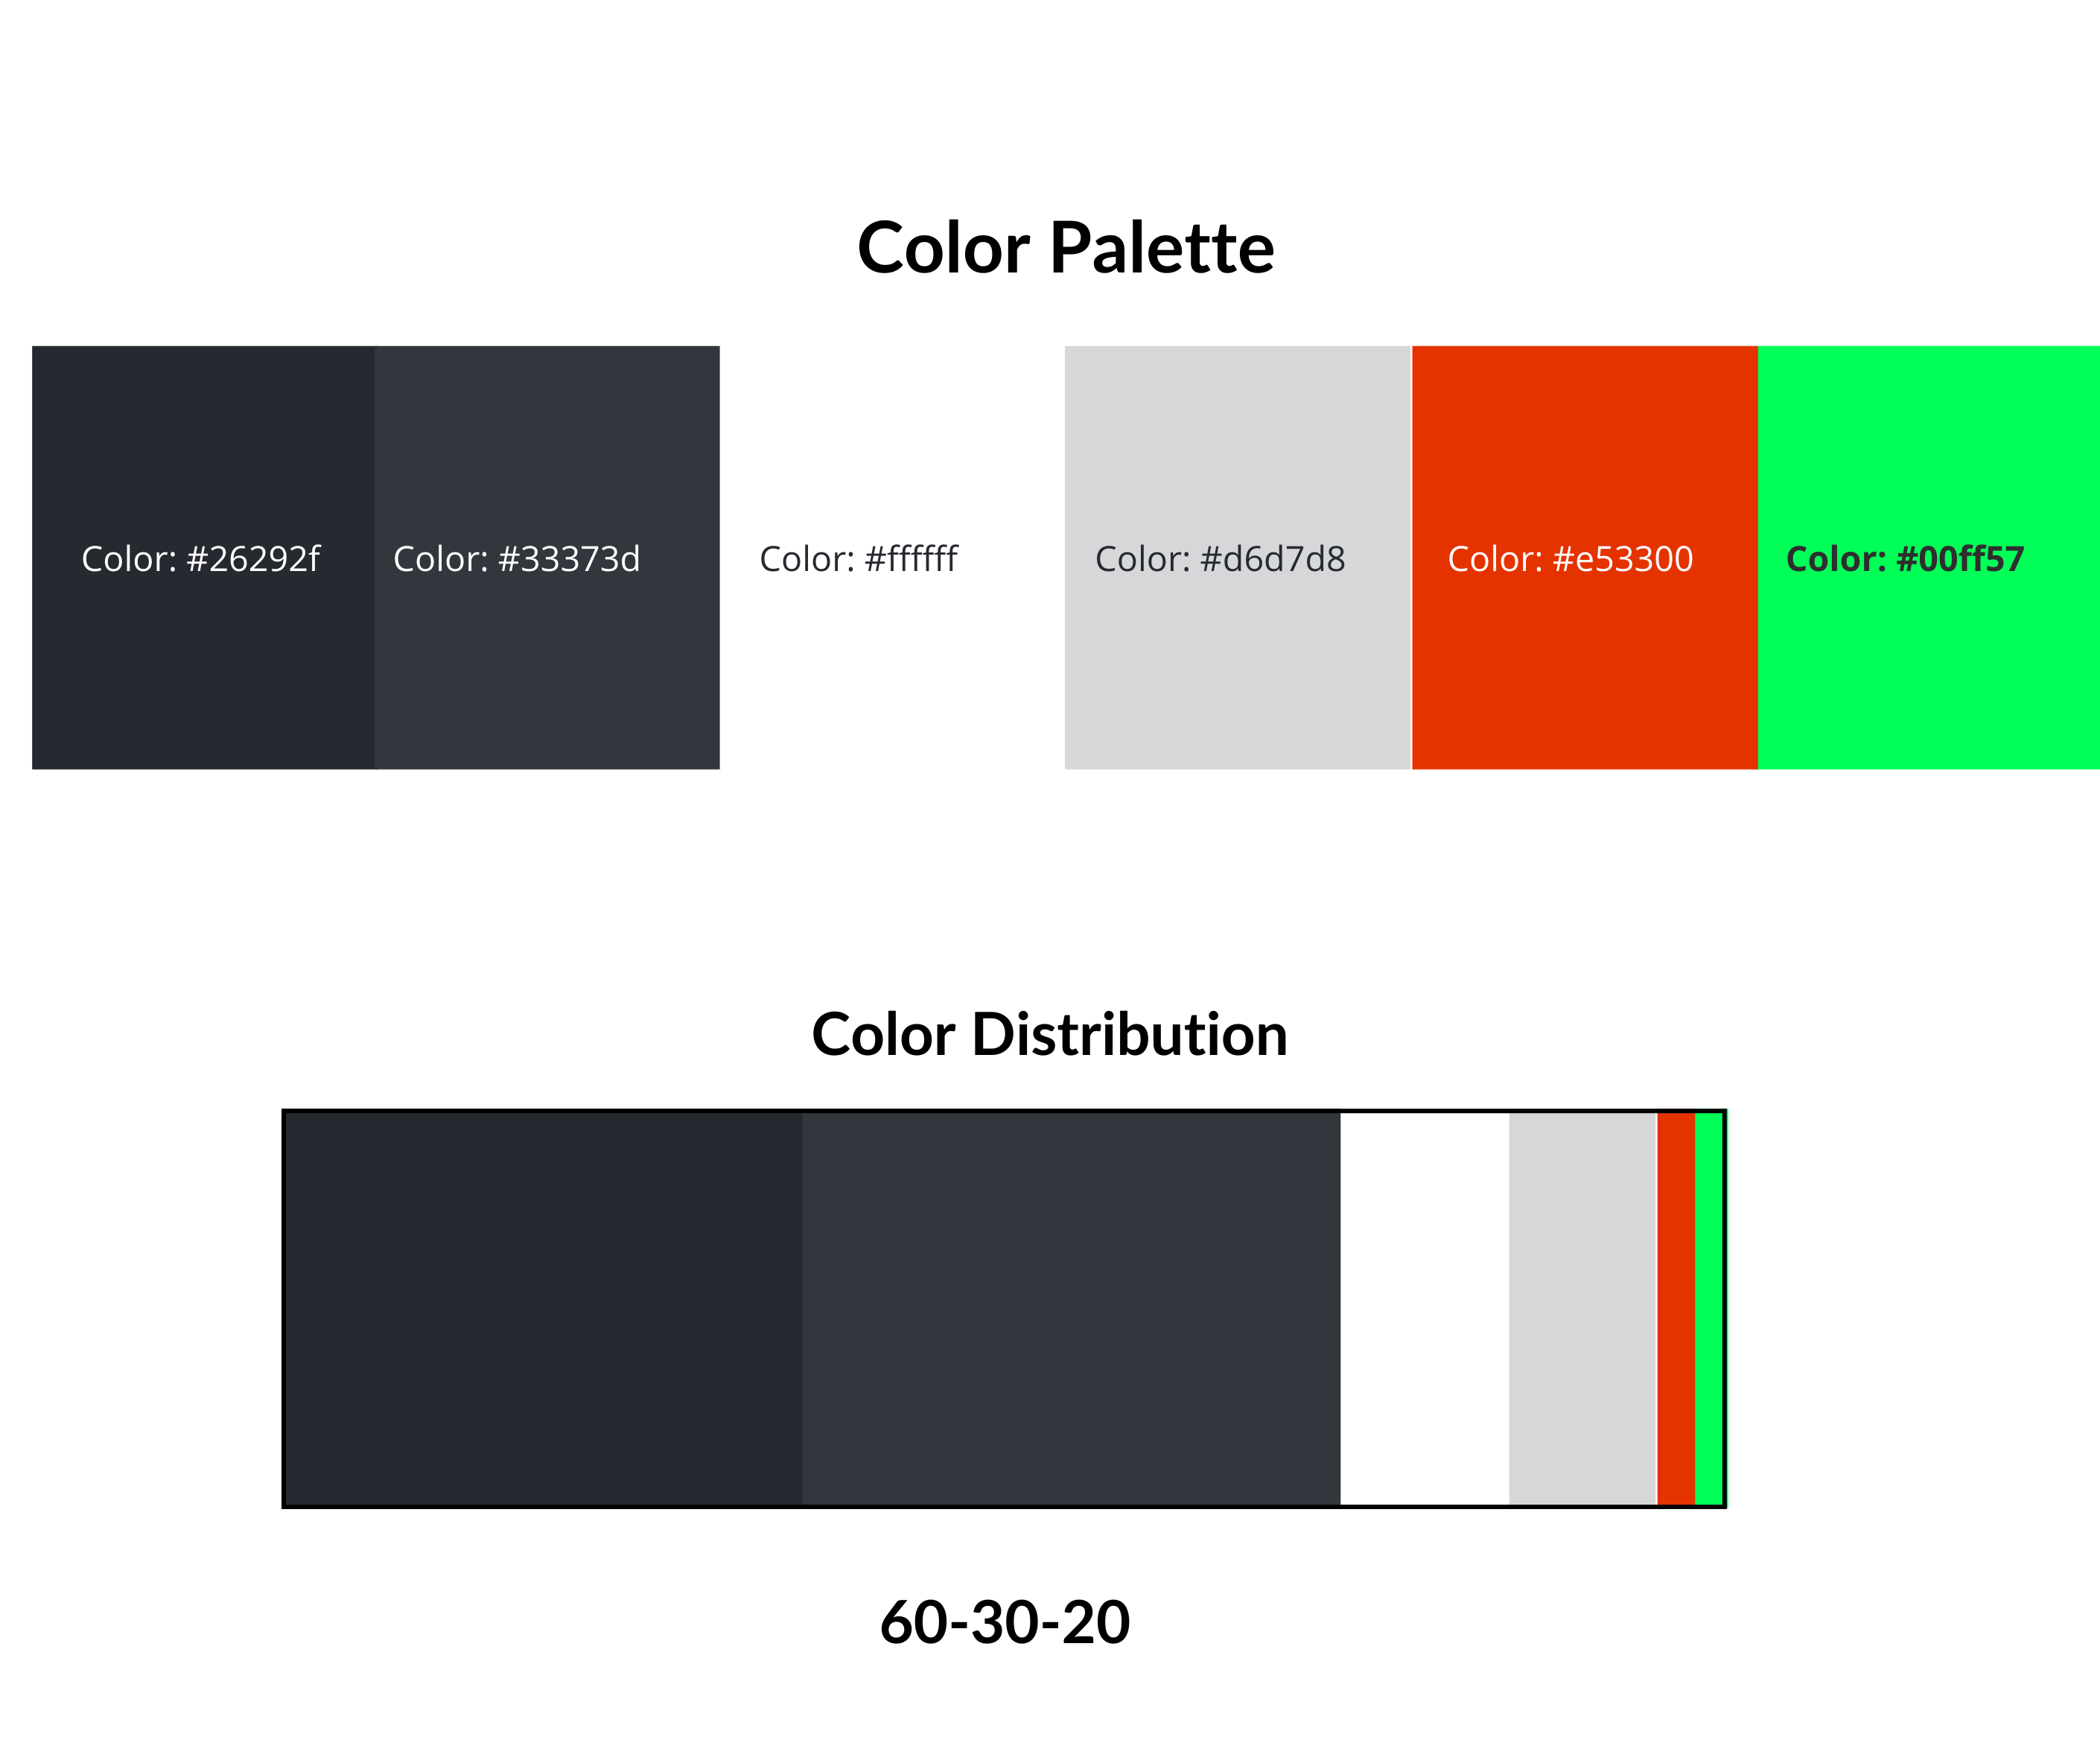 Color Palette
Color: #26292f
Color: #33373d
Color: #ffffff
Color: #d6d7d8
Color: #e53300
Color: #00ff57
Color Distribution
60-30-20